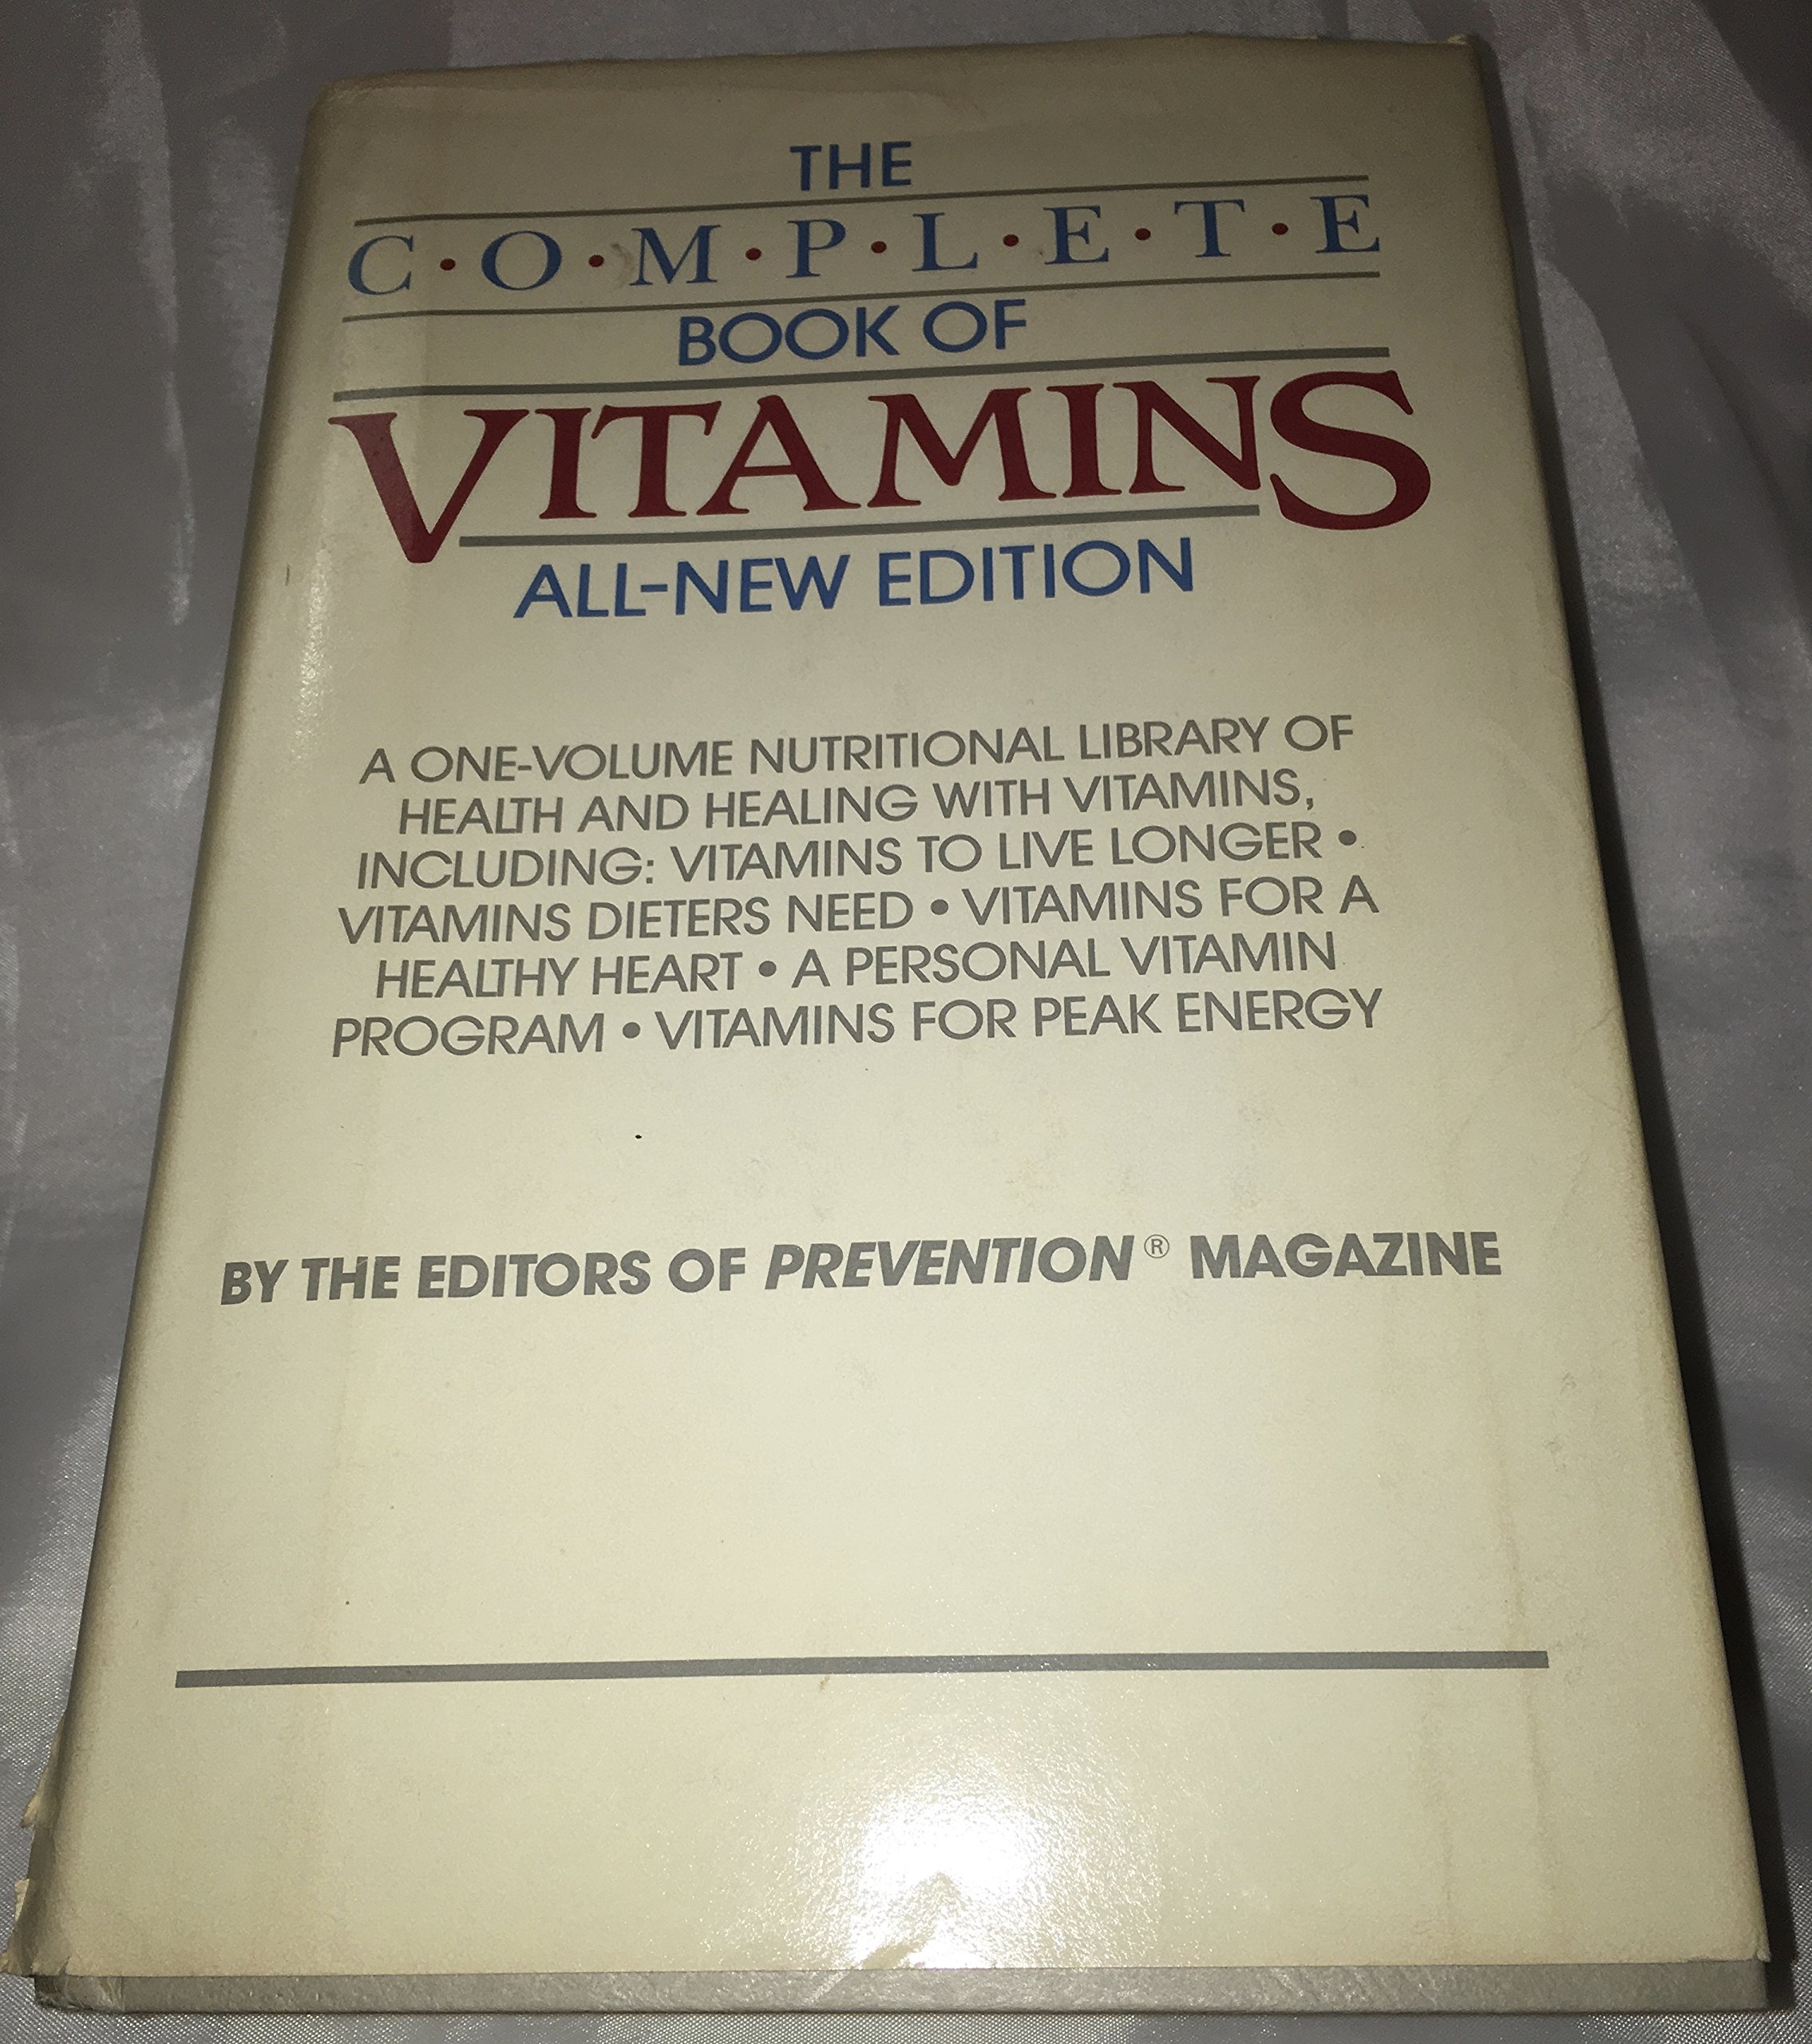 THE
C•O•M•P•L•E•T•E
BOOK OF
VITAMINS
ALL-NEW EDITION
A ONE-VOLUME NUTRITIONAL LIBRARY OF
HEALTH AND HEALING WITH VITAMINS,
INCLUDING: VITAMINS TO LIVE LONGER •
VITAMINS DIETERS NEED • VITAMINS FOR A
HEALTHY HEART • A PERSONAL VITAMIN
PROGRAM • VITAMINS FOR PEAK ENERGY
BY THE EDITORS OF PREVENTION® MAGAZINE